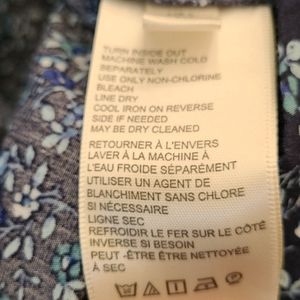 TURN INSIDE OUT
MACHINE WASH COLD
SEPARATELY
USE ONLY NON-CHLORINE
BLEACH
LINE DRY
COOL IRON ON REVERSE
SIDE IF NEEDED
MAY BE DRY CLEANED
RETOURNER À L'ENVERS
LAVER À LA MACHINE À
L'EAU FROIDE SÉPARÉMENT
UTILISER UN AGENT DE
BLANCHIMENT SANS CHLORE
SI NÉCESSAIRE
LIGNE SEC
REFROIDIR LE FER SUR LE CÔTÉ
INVERSE SI BESOIN
PEUT -ÊTRE ÊTRE NETTOYÉE
À SEC